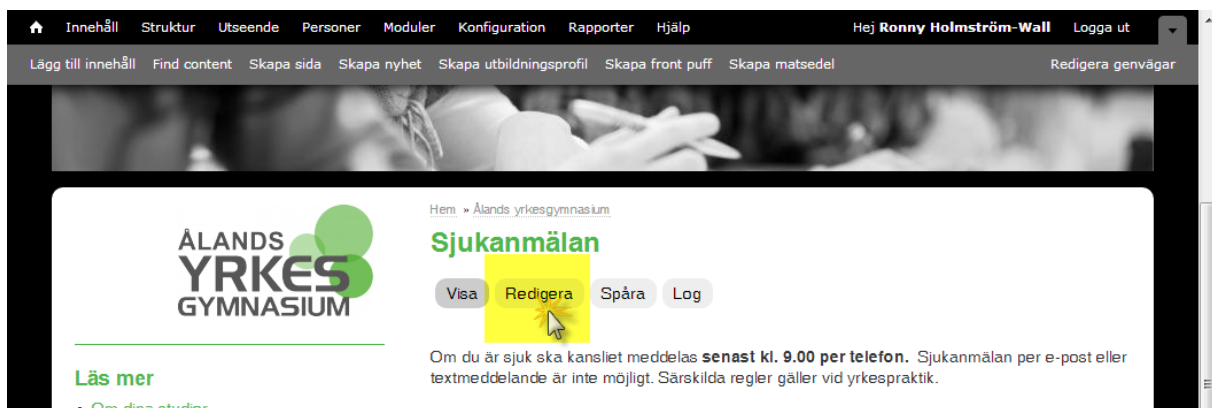 Innehåll Struktur Utseende Personer Moduler Konfiguration Rapporter Hjälp Hej Ronny Holmström-Wall Logga ut
Lägg till innehåll Find content Skapa sida Skapa nyhet Skapa utbildningsprofil Skapa front puff Skapa matsedel Redigera genvägar
ÅLANDS
YRKES
GYMNASIUM
Läs mer
Om dina studier
Hem » Ålands yrkesgymnasium
Sjukanmälan
Visa Redigera Spåra Log
Om du är sjuk ska kansliet meddelas senast kl. 9.00 per telefon. Sjukanmälan per e-post eller
textmeddelande är inte möjligt. Särskilda regler gäller vid yrkespraktik.